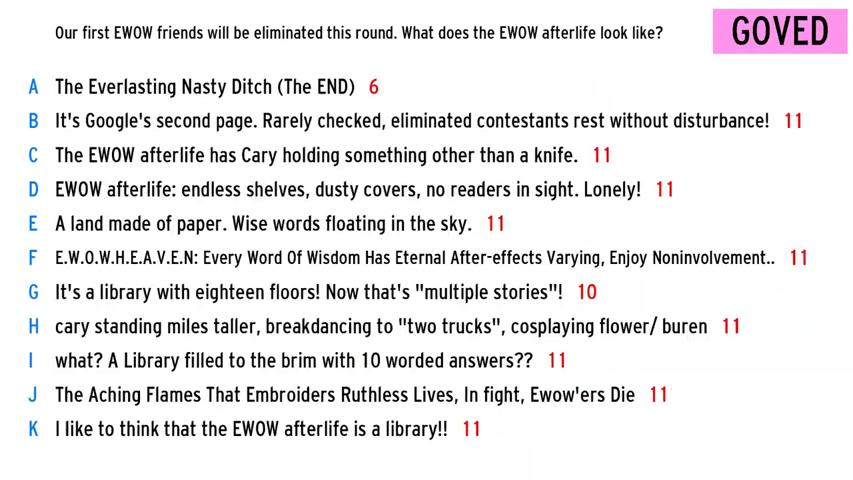 Our first EWOW friends will be eliminated this round. What does the EWOW afterlife look like?
GOVED
A The Everlasting Nasty Ditch (The END) 6
B It's Google's second page. Rarely checked, eliminated contestants rest without disturbance! 11
C The EWOW afterlife has Cary holding something other than a knife. 11
D EWOW afterlife: endless shelves, dusty covers, no readers in sight. Lonely! 11
E A land made of paper. Wise words floating in the sky. 11
F E.W.O.W.H.E.A.V.E.N: Every Word Of Wisdom Has Eternal After-effects Varying, Enjoy Noninvolvement.. 11
G It's a library with eighteen floors! Now that's "multiple stories"! 10
H cary standing miles taller, breakdancing to "two trucks", cosplaying flower/ buren 11
I what? A Library filled to the brim with 10 worded answers?? 11
J The Aching Flames That Embroiders Ruthless Lives, In fight, Ewow'ers Die 11
K I like to think that the EWOW afterlife is a library!! 11